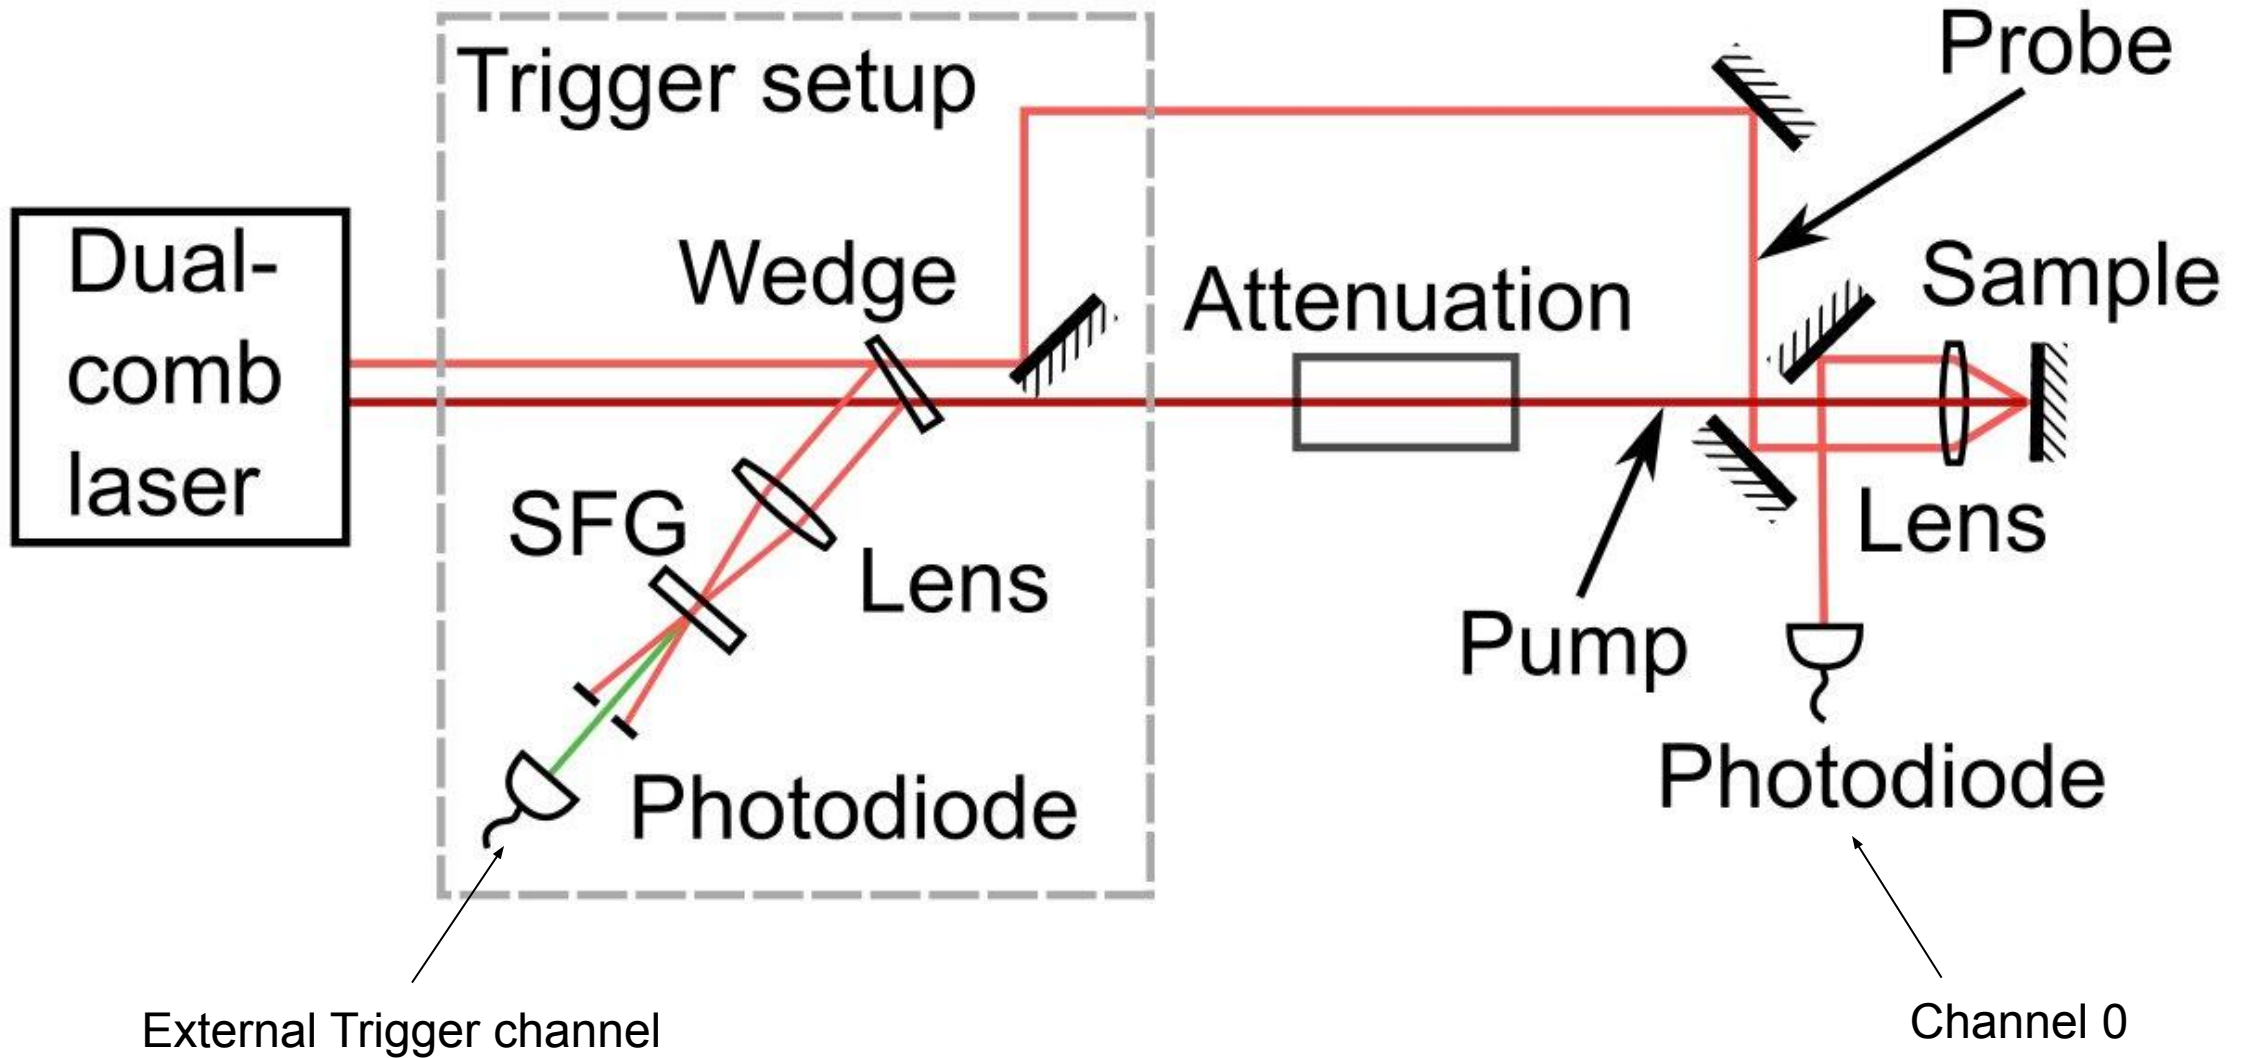 Trigger setup
Probe
Dual-
comb
laser
Wedge
Attenuation
Sample
SFG
Lens
Lens
Pump
Photodiode
Photodiode
External Trigger channel
Channel 0